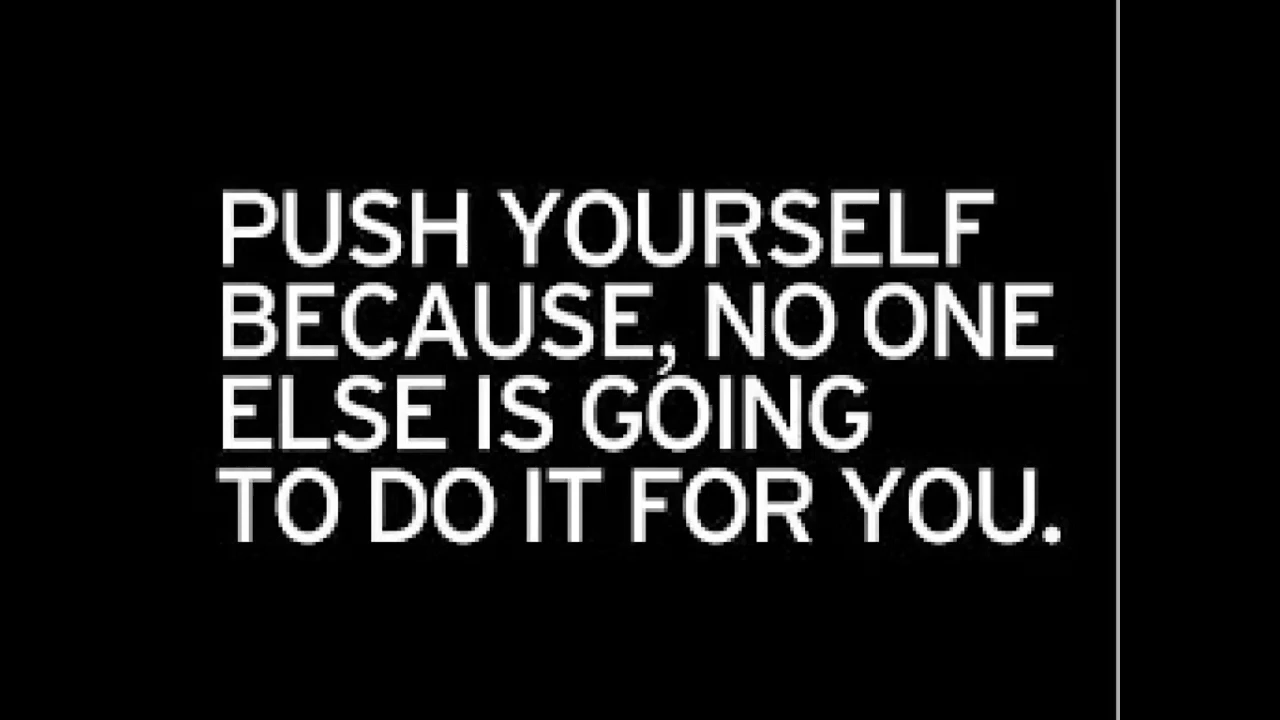 PUSH YOURSELF
BECAUSE, NO ONE
ELSE IS GOING
TO DO IT FOR YOU.